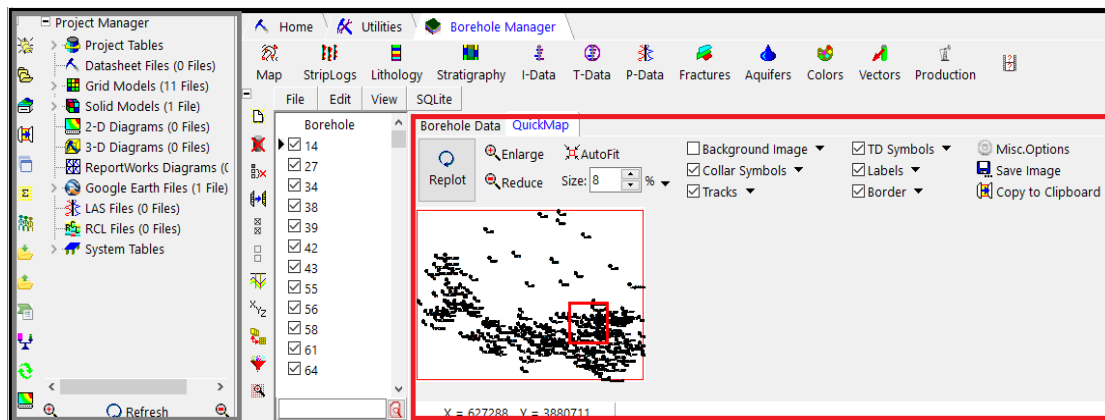 Project Manager
Project Tables
Datasheet Files (0 Files)
Grid Models (11 Files)
Solid Models (1 File)
2-D Diagrams (0 Files)
3-D Diagrams (0 Files)
ReportWorks Diagrams ((
Google Earth Files (1 File)
LAS Files (0 Files)
RCL Files (0 Files)
System Tables
Refresh
Home Utilities Borehole Manager
Map StripLogs Lithology Stratigraphy I-Data T-Data P-Data Fractures Aquifers Colors Vectors Production
File Edit View SQLite
Borehole
14
27
34
38
39
42
43
55
56
58
61
64
Borehole Data QuickMap
Replot Enlarge AutoFit Background Image TD Symbols Misc.Options
Reduce Size: 8 % Collar Symbols Labels Save Image
Tracks Border Copy to Clipboard
X = 627288 Y = 3880711